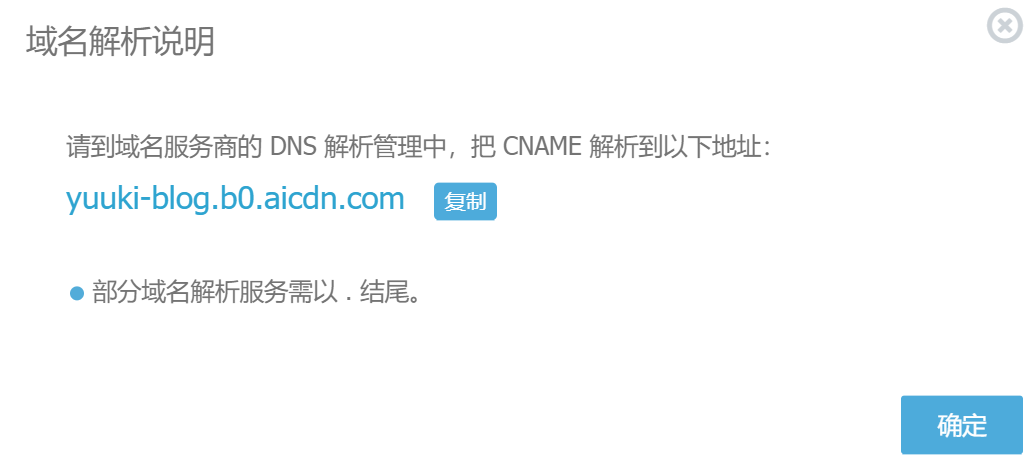 域名解析说明
请到域名服务商的 DNS 解析管理中，把 CNAME 解析到以下地址：
yuuki-blog.b0.aicdn.com 复制
部分域名解析服务需以 . 结尾。
确定